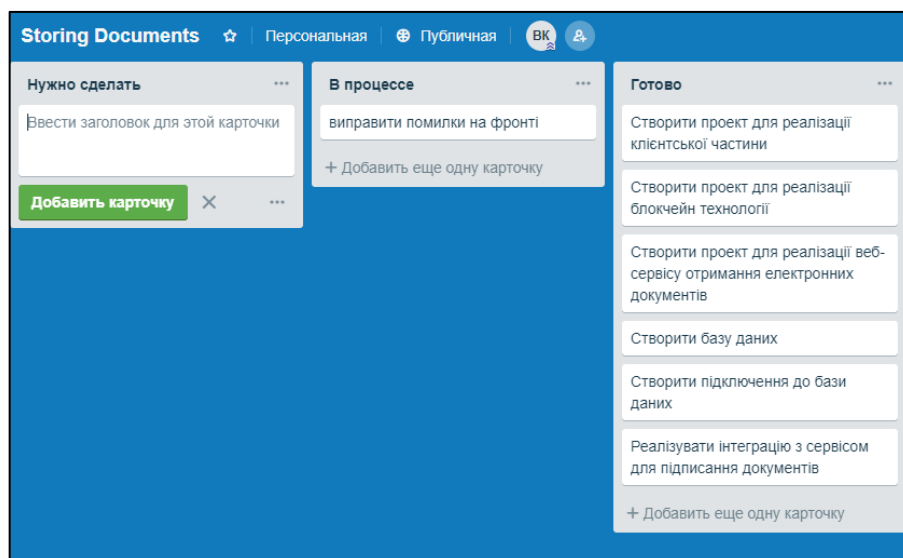 Storing Documents Персональная Публичная ВК
Нужно сделать
Ввести заголовок для этой карточки
Добавить карточку
В процессе
виправити помилки на фронті
+ Добавить еще одну карточку
Готово
Створити проект для реалізації
клієнтської частини
Створити проект для реалізації
блокчейн технології
Створити проект для реалізації веб-
сервісу отримання електронних
документів
Створити базу даних
Створити підключення до бази
даних
Реалізувати інтеграцію з сервісом
для підписання документів
+ Добавить еще одну карточку